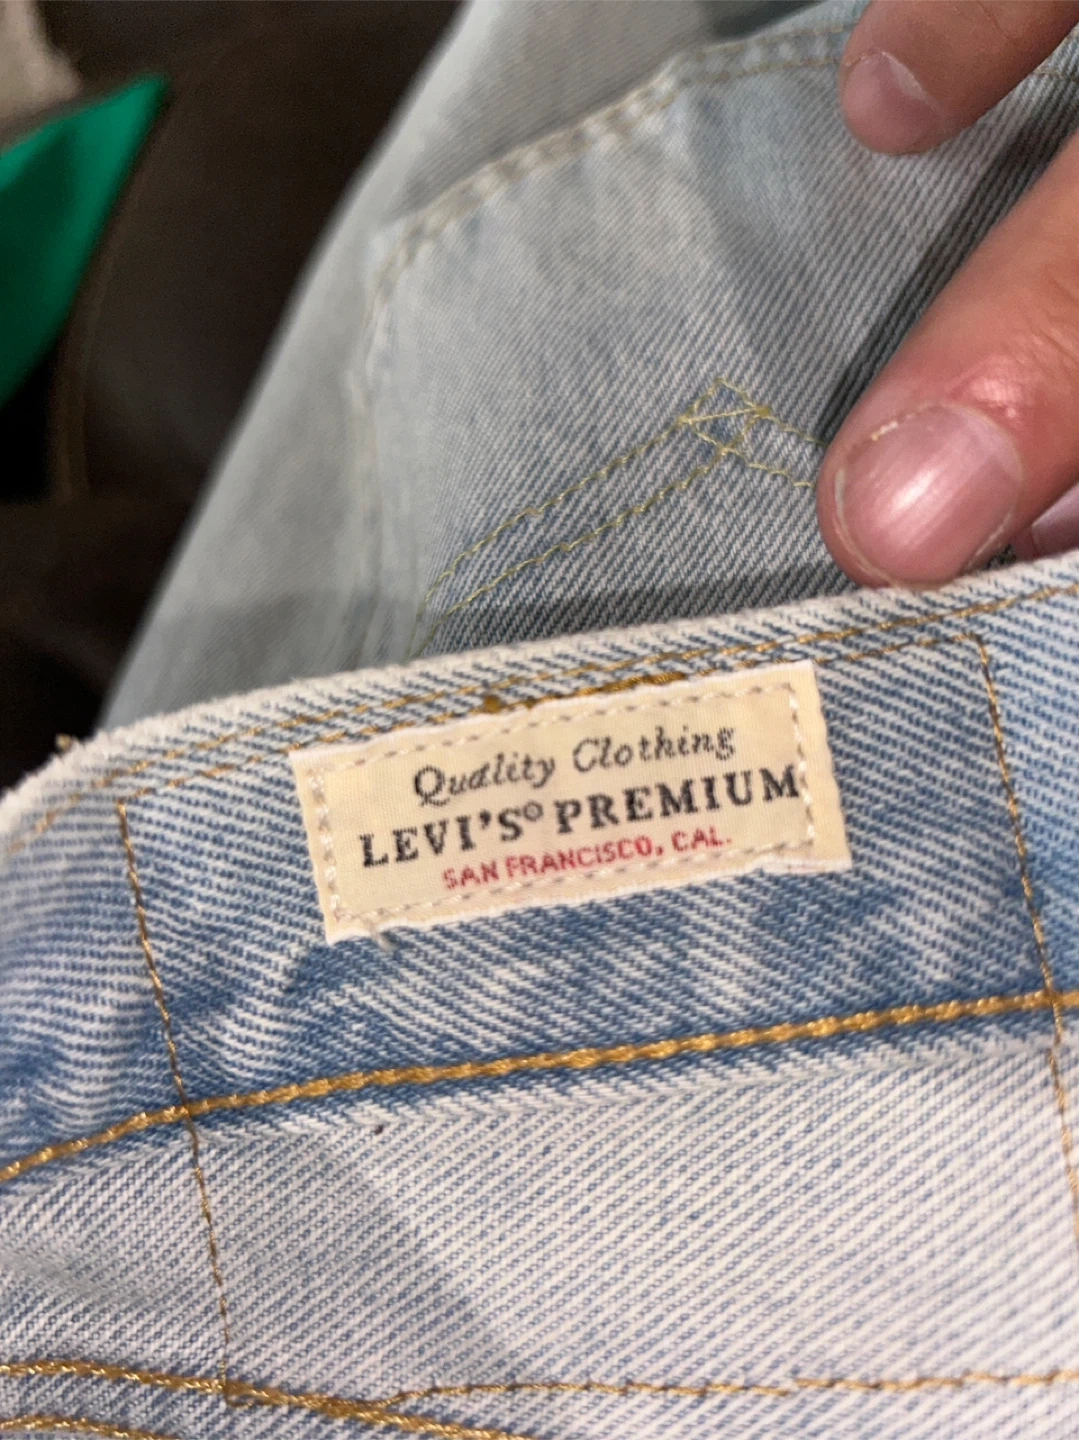 Quality Clothing
LEVI'S® PREMIUM
SAN FRANCISCO, CAL.